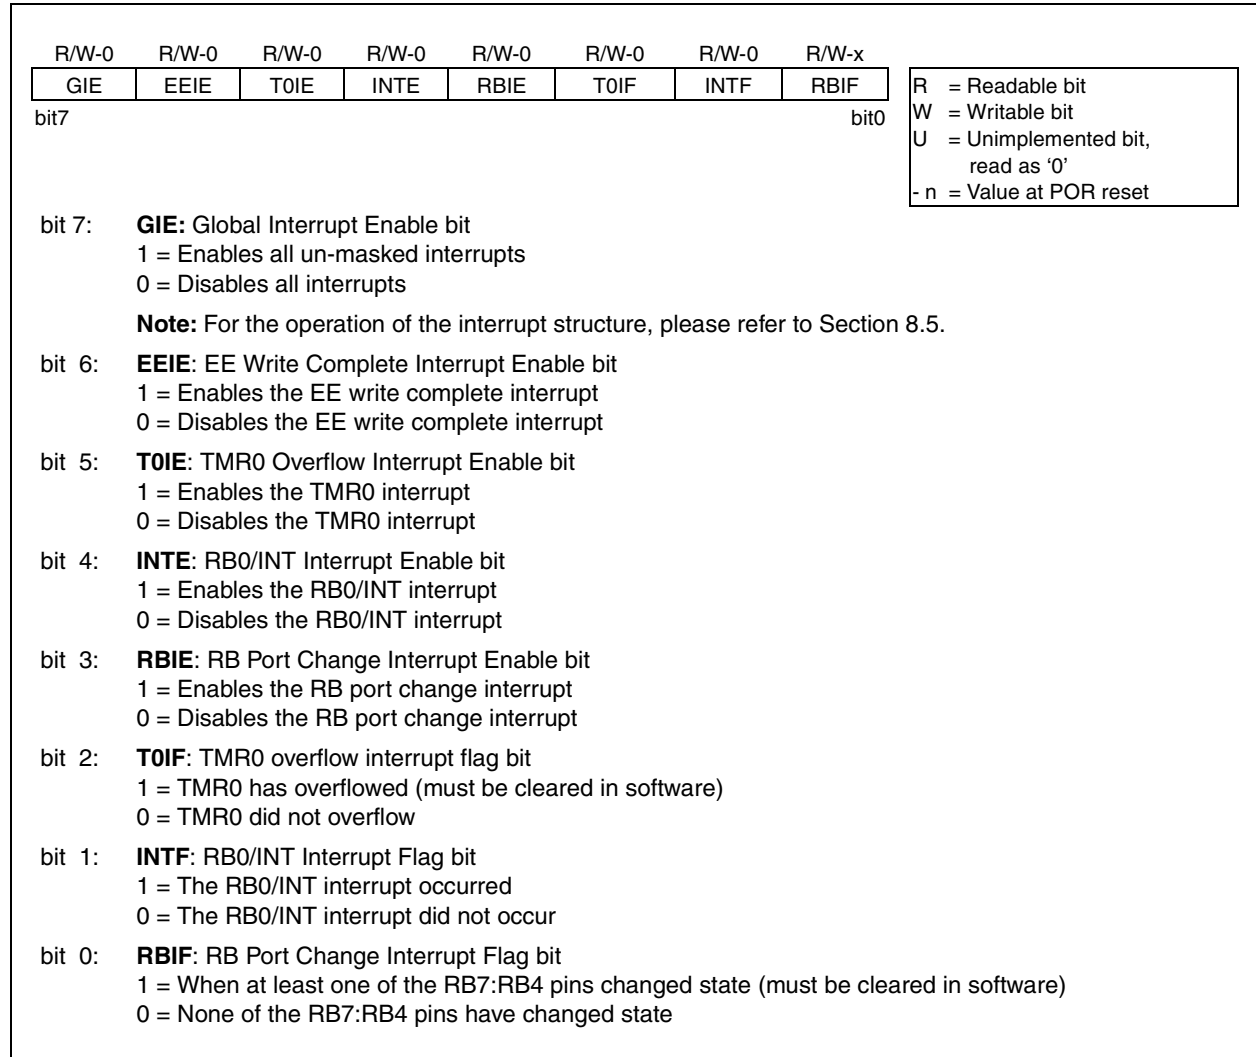 R/W-0 R/W-0 R/W-0 R/W-0 R/W-0 R/W-0 R/W-0 R/W-x
GIE EEIE T0IE INTE RBIE T0IF INTF RBIF
bit7 bit0
R = Readable bit
W = Writable bit
U = Unimplemented bit,
read as ‘0’
- n = Value at POR reset
bit 7: GIE: Global Interrupt Enable bit
1 = Enables all un-masked interrupts
0 = Disables all interrupts
Note: For the operation of the interrupt structure, please refer to Section 8.5.
bit 6: EEIE: EE Write Complete Interrupt Enable bit
1 = Enables the EE write complete interrupt
0 = Disables the EE write complete interrupt
bit 5: T0IE: TMR0 Overflow Interrupt Enable bit
1 = Enables the TMR0 interrupt
0 = Disables the TMR0 interrupt
bit 4: INTE: RB0/INT Interrupt Enable bit
1 = Enables the RB0/INT interrupt
0 = Disables the RB0/INT interrupt
bit 3: RBIE: RB Port Change Interrupt Enable bit
1 = Enables the RB port change interrupt
0 = Disables the RB port change interrupt
bit 2: T0IF: TMR0 overflow interrupt flag bit
1 = TMR0 has overflowed (must be cleared in software)
0 = TMR0 did not overflow
bit 1: INTF: RB0/INT Interrupt Flag bit
1 = The RB0/INT interrupt occurred
0 = The RB0/INT interrupt did not occur
bit 0: RBIF: RB Port Change Interrupt Flag bit
1 = When at least one of the RB7:RB4 pins changed state (must be cleared in software)
0 = None of the RB7:RB4 pins have changed state